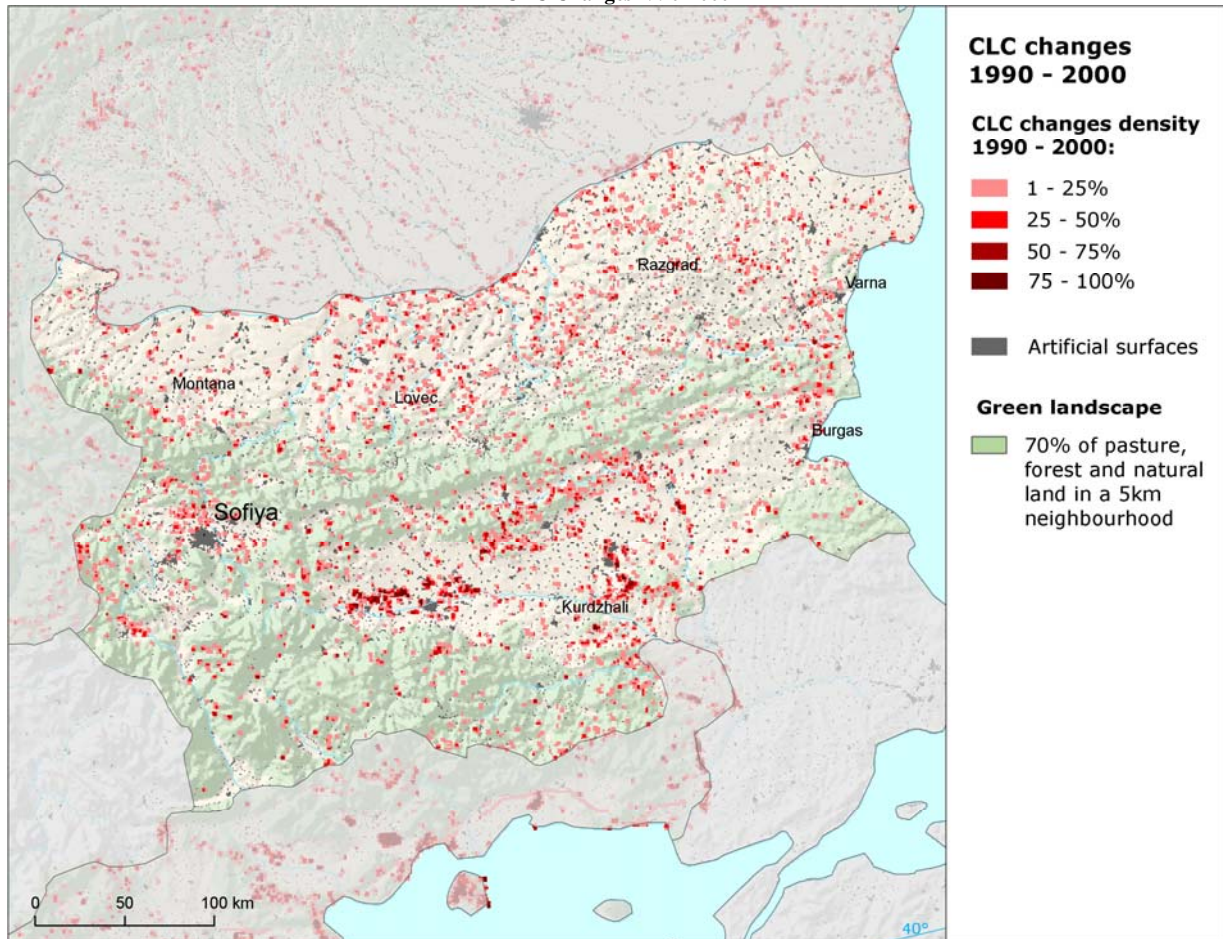 CLC changes
1990 - 2000
CLC changes density
1990 - 2000:
1 - 25%
25 - 50%
50 - 75%
75 - 100%
Artificial surfaces
Green landscape
70% of pasture,
forest and natural
land in a 5km
neighbourhood
Razgrad
Varna
Montana
Lovec
Burgas
Sofiya
Kurdzhali
0 50 100 km
40°